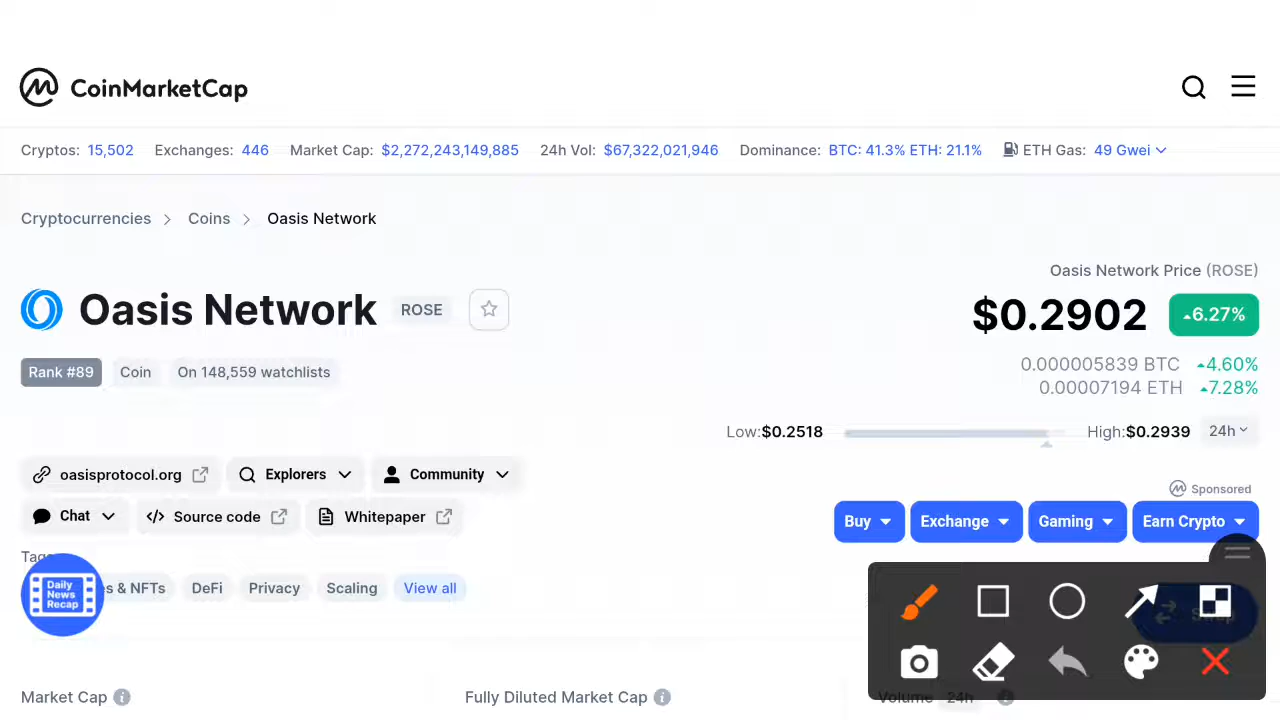 CoinMarketCap
Cryptos: 15,502 Exchanges: 446 Market Cap: $2,272,243,149,885 24h Vol: $67,322,021,946 Dominance: BTC: 41.3% ETH: 21.1% ETH Gas: 49 Gwei
Cryptocurrencies > Coins > Oasis Network
Oasis Network Price (ROSE)
Oasis Network ROSE
$0.2902 6.27%
Rank #89 Coin On 148,559 watchlists
0.000005839 BTC 4.60%
0.00007194 ETH 7.28%
Low:$0.2518 High:$0.2939 24h
oasisprotocol.org Explorers Community
Sponsored
Chat Source code Whitepaper
Buy Exchange Gaming Earn Crypto
Tags
Daily
News
Recap
s & NFTs DeFi Privacy Scaling View all
Swap
Market Cap Fully Diluted Market Cap Volume 24h